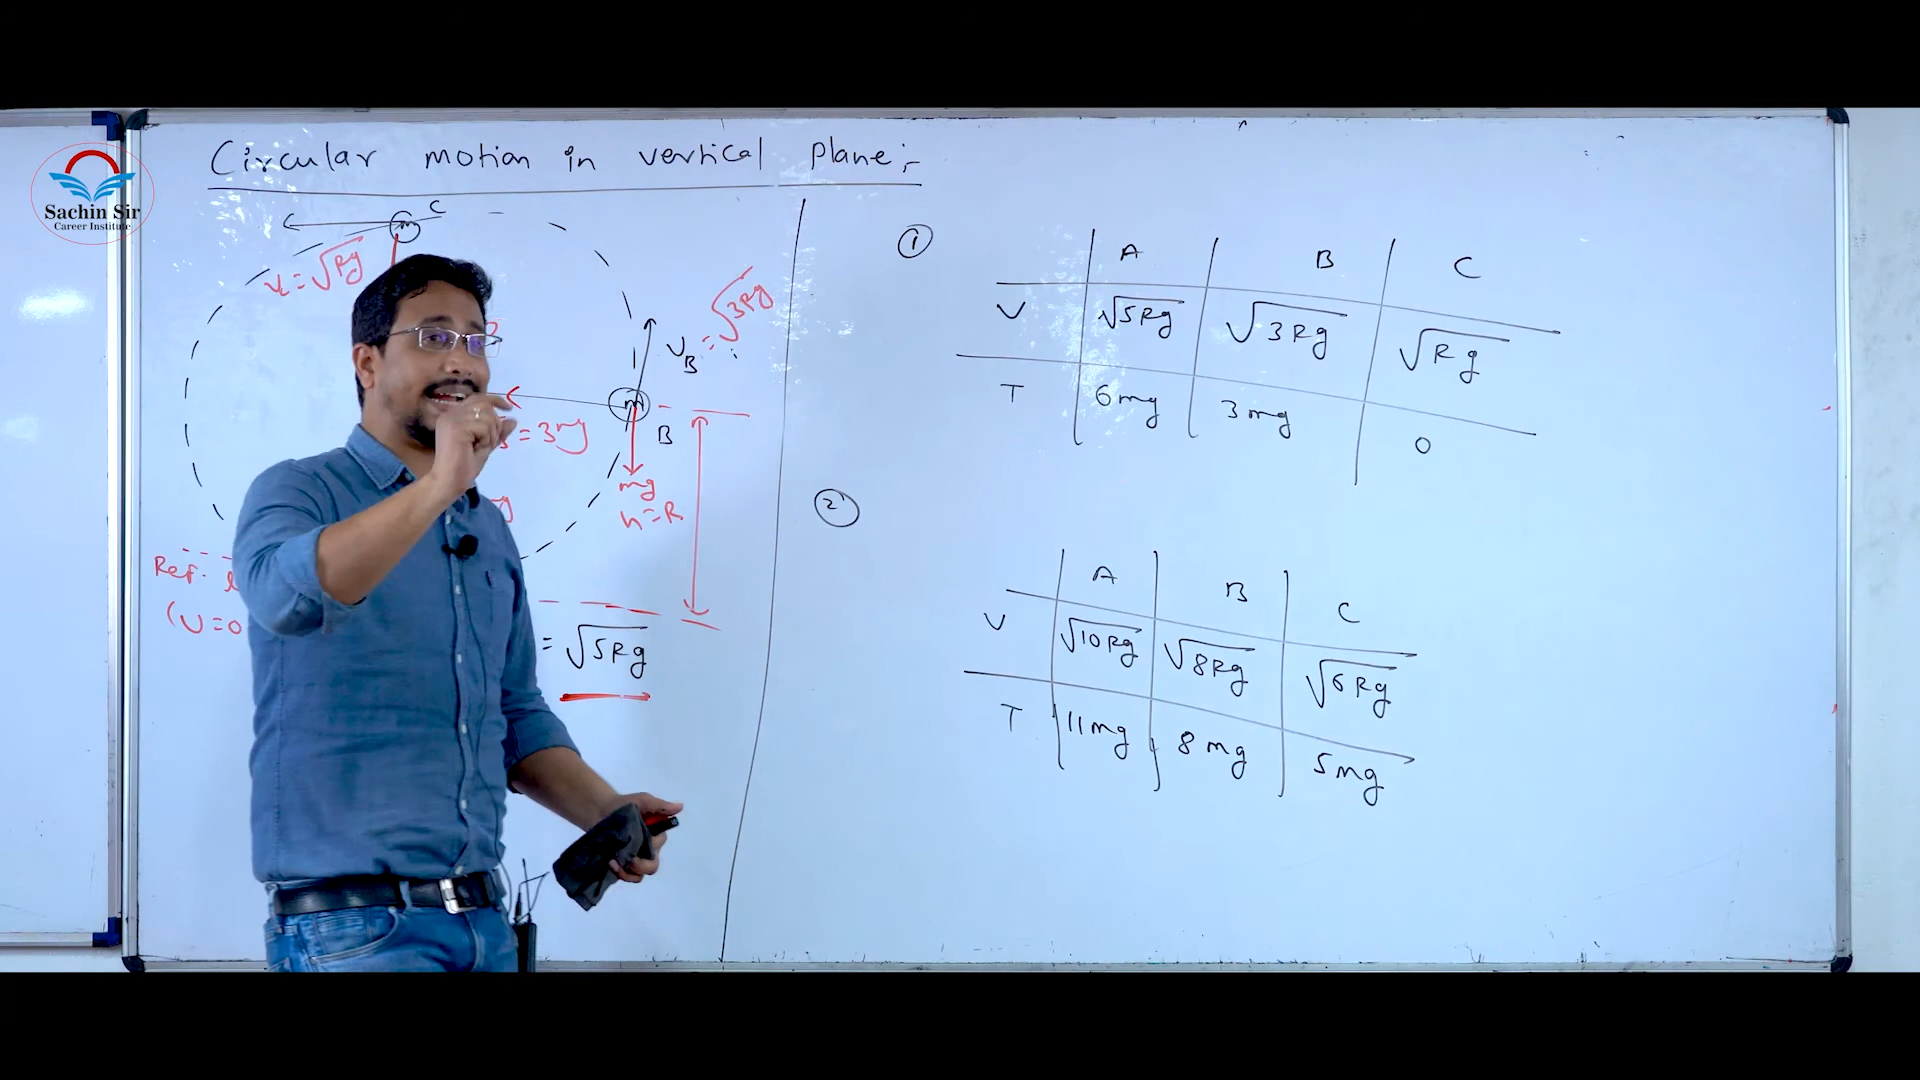 Circular motion in vertical plane:-
Sachin Sir
Career Institute
C
m
= √Rg
V_B = √3Rg
m
B
= 3mg
mg
h = R
Ref.
(U=0
= √5Rg
①
A B C
V √5Rg √3Rg √Rg
T 6mg 3mg 0
②
A B C
V √10Rg √8Rg √6Rg
T 11mg 8mg 5mg